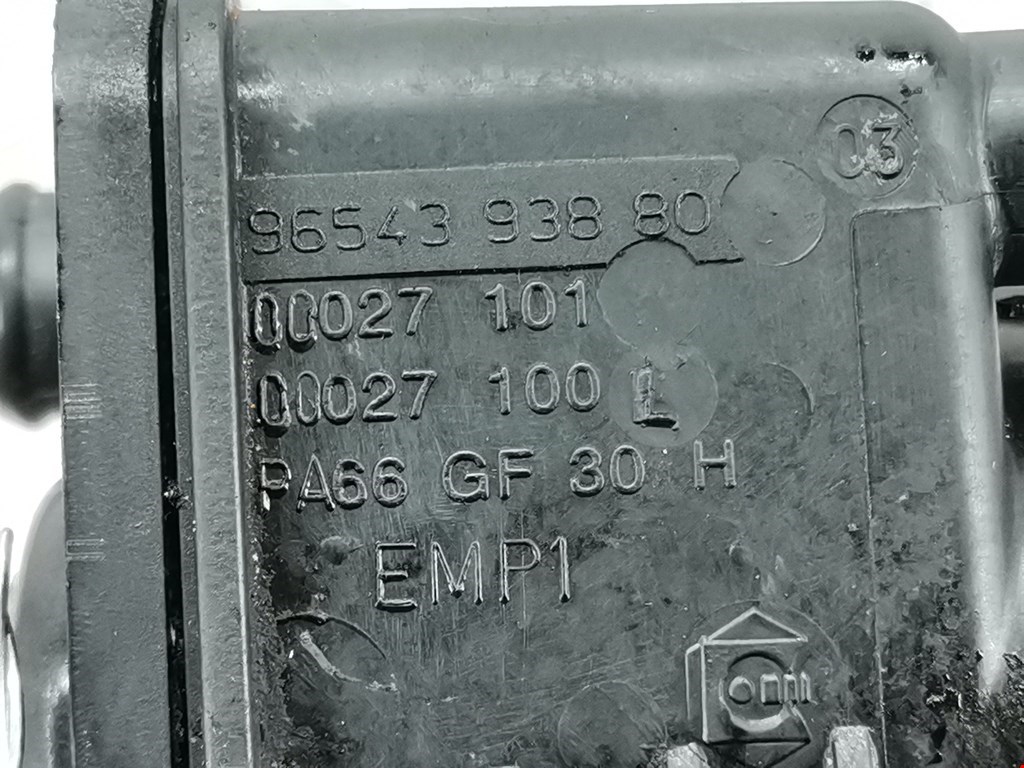 03
96543 938 80
00027 101
00027 100 L
PA66 GF 30 H
EMP1